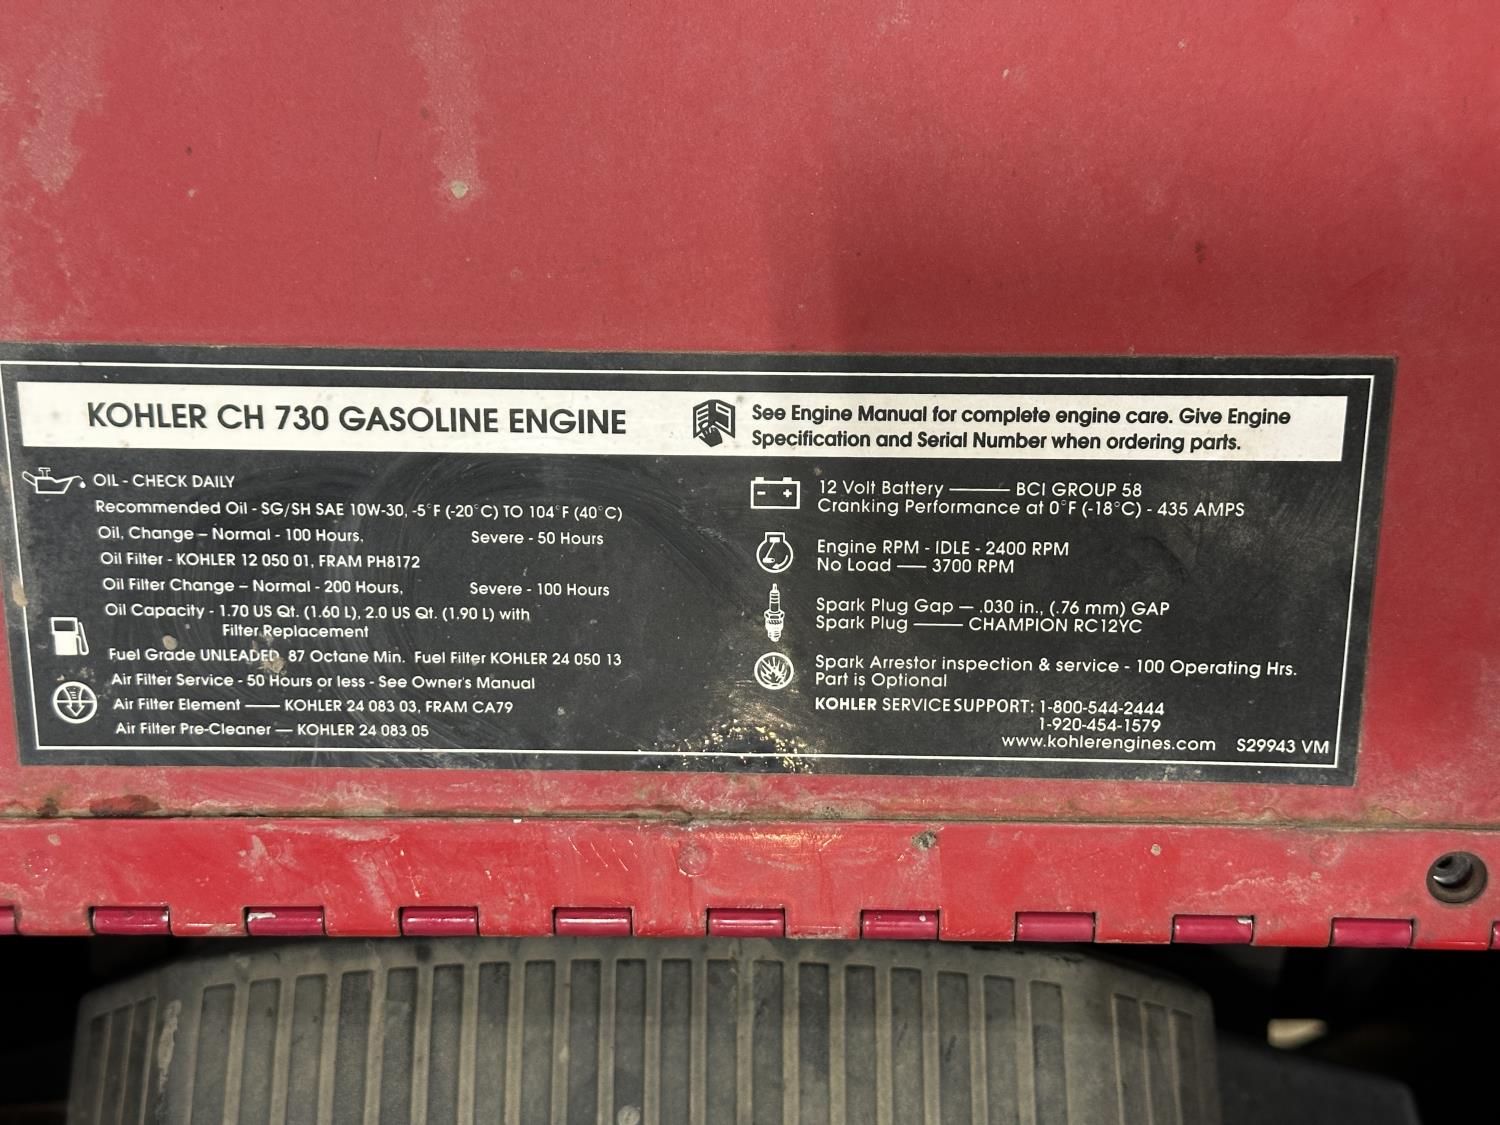 KOHLER CH 730 GASOLINE ENGINE
See Engine Manual for complete engine care. Give Engine
Specification and Serial Number when ordering parts.
OIL - CHECK DAILY
Recommended Oil - SG/SH SAE 10W-30, -5°F (-20°C) TO 104°F (40°C)
Oil, Change – Normal - 100 Hours, Severe - 50 Hours
Oil Filter - KOHLER 12 050 01, FRAM PH8172
Oil Filter Change – Normal - 200 Hours, Severe - 100 Hours
Oil Capacity - 1.70 US Qt. (1.60 L), 2.0 US Qt. (1.90 L) with
Filter Replacement
Fuel Grade UNLEADED, 87 Octane Min. Fuel Filter KOHLER 24 050 13
Air Filter Service - 50 Hours or less - See Owner's Manual
Air Filter Element —— KOHLER 24 083 03, FRAM CA79
Air Filter Pre-Cleaner — KOHLER 24 083 05
12 Volt Battery ——— BCI GROUP 58
Cranking Performance at 0°F (-18°C) - 435 AMPS
Engine RPM - IDLE - 2400 RPM
No Load —— 3700 RPM
Spark Plug Gap — .030 in., (.76 mm) GAP
Spark Plug ——— CHAMPION RC12YC
Spark Arrestor inspection & service - 100 Operating Hrs.
Part is Optional
KOHLER SERVICE SUPPORT: 1-800-544-2444
1-920-454-1579
www.kohlerengines.com S29943 VM